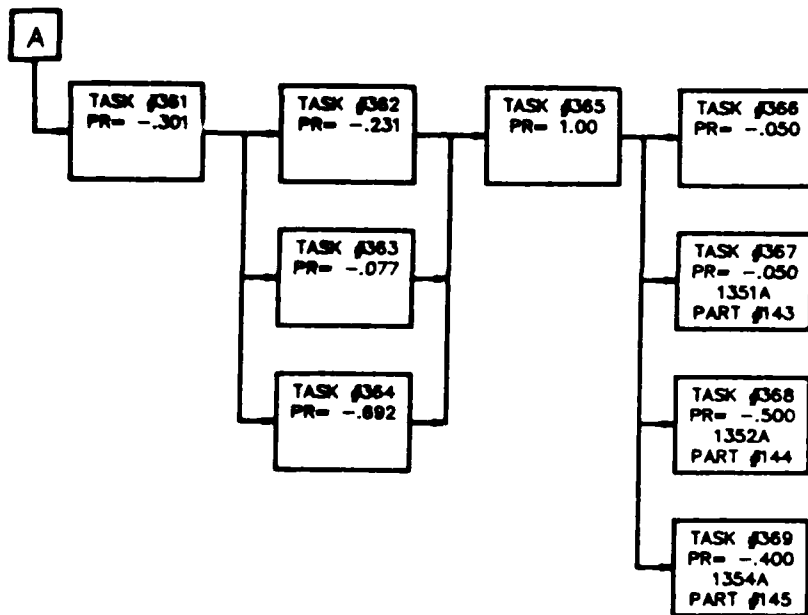 A
TASK #361
PR= -.301
TASK #362
PR= -.231
TASK #363
PR= -.077
TASK #364
PR= -.692
TASK #365
PR= 1.00
TASK #366
PR= -.050
TASK #367
PR= -.050
1351A
PART #143
TASK #368
PR= -.500
1352A
PART #144
TASK #369
PR= -.400
1354A
PART #145